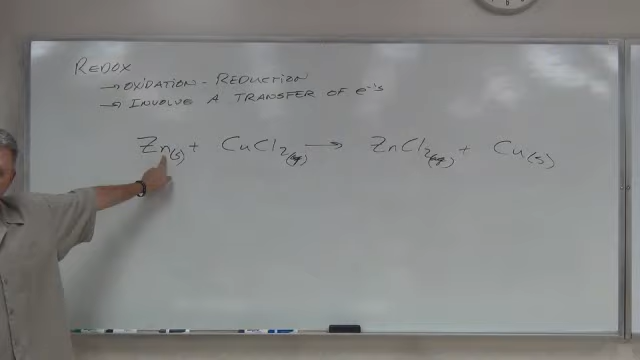 REDOX
→ OXIDATION - REDUCTION
→ INVOLVE A TRANSFER OF e⁻'s
Zn(s) + CuCl₂(aq) → ZnCl₂(aq) + Cu(s)